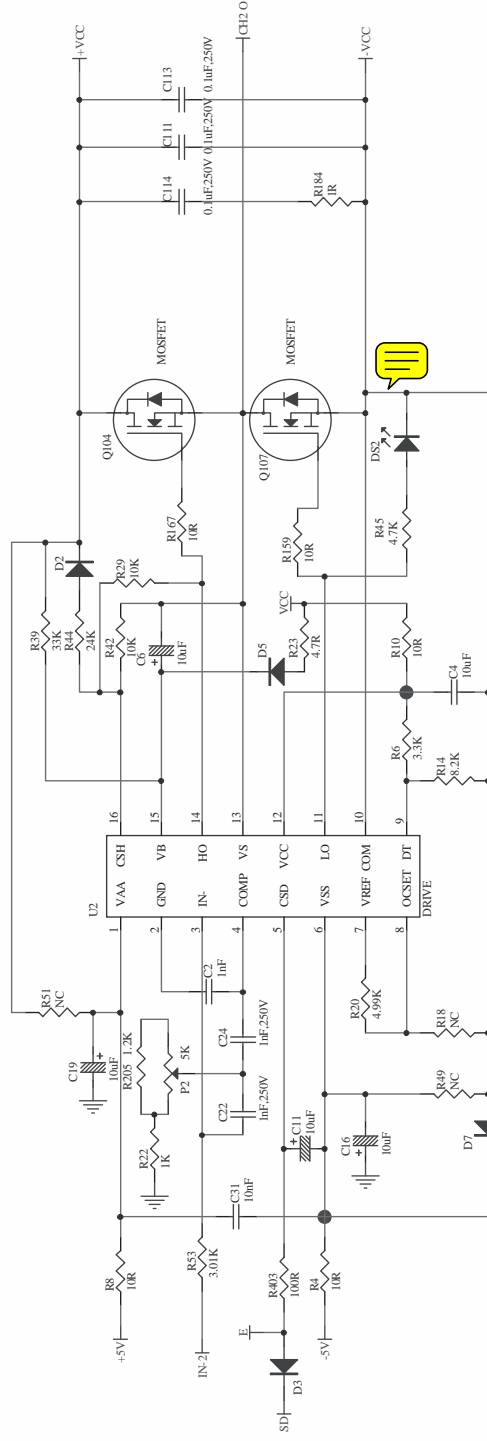 +VCC
CH2 O
-VCC
C113
0.1uF,250V
C111
0.1uF,250V
C114
0.1uF,250V
R184
1R
MOSFET
MOSFET
Q104
Q107
DS2
R167
10R
R159
10R
R45
4.7K
D2
R29
10K
R39
33K
R44
24K
R42
10K
C6
10uF
VCC
D5
R23
4.7R
R10
10R
C4
10uF
R6
3.3K
R14
8.2K
16
15
14
13
12
11
10
9
CSH
VB
HO
VS
VCC
LO
COM
DT
U2
VAA
GND
IN-
COMP
CSD
VSS
VREF
OCSET
DRIVE
1
2
3
4
5
6
7
8
R51
NC
C19
10uF
R205
1.2K
P2
5K
R22
1K
C2
1nF
C24
1nF,250V
C22
1nF,250V
R20
4.99K
R18
NC
R49
NC
C11
10uF
C16
10uF
D7
C31
10nF
R8
10R
R53
3.01K
R403
100R
R4
10R
+5V
IN-2
E
-5V
D3
SD